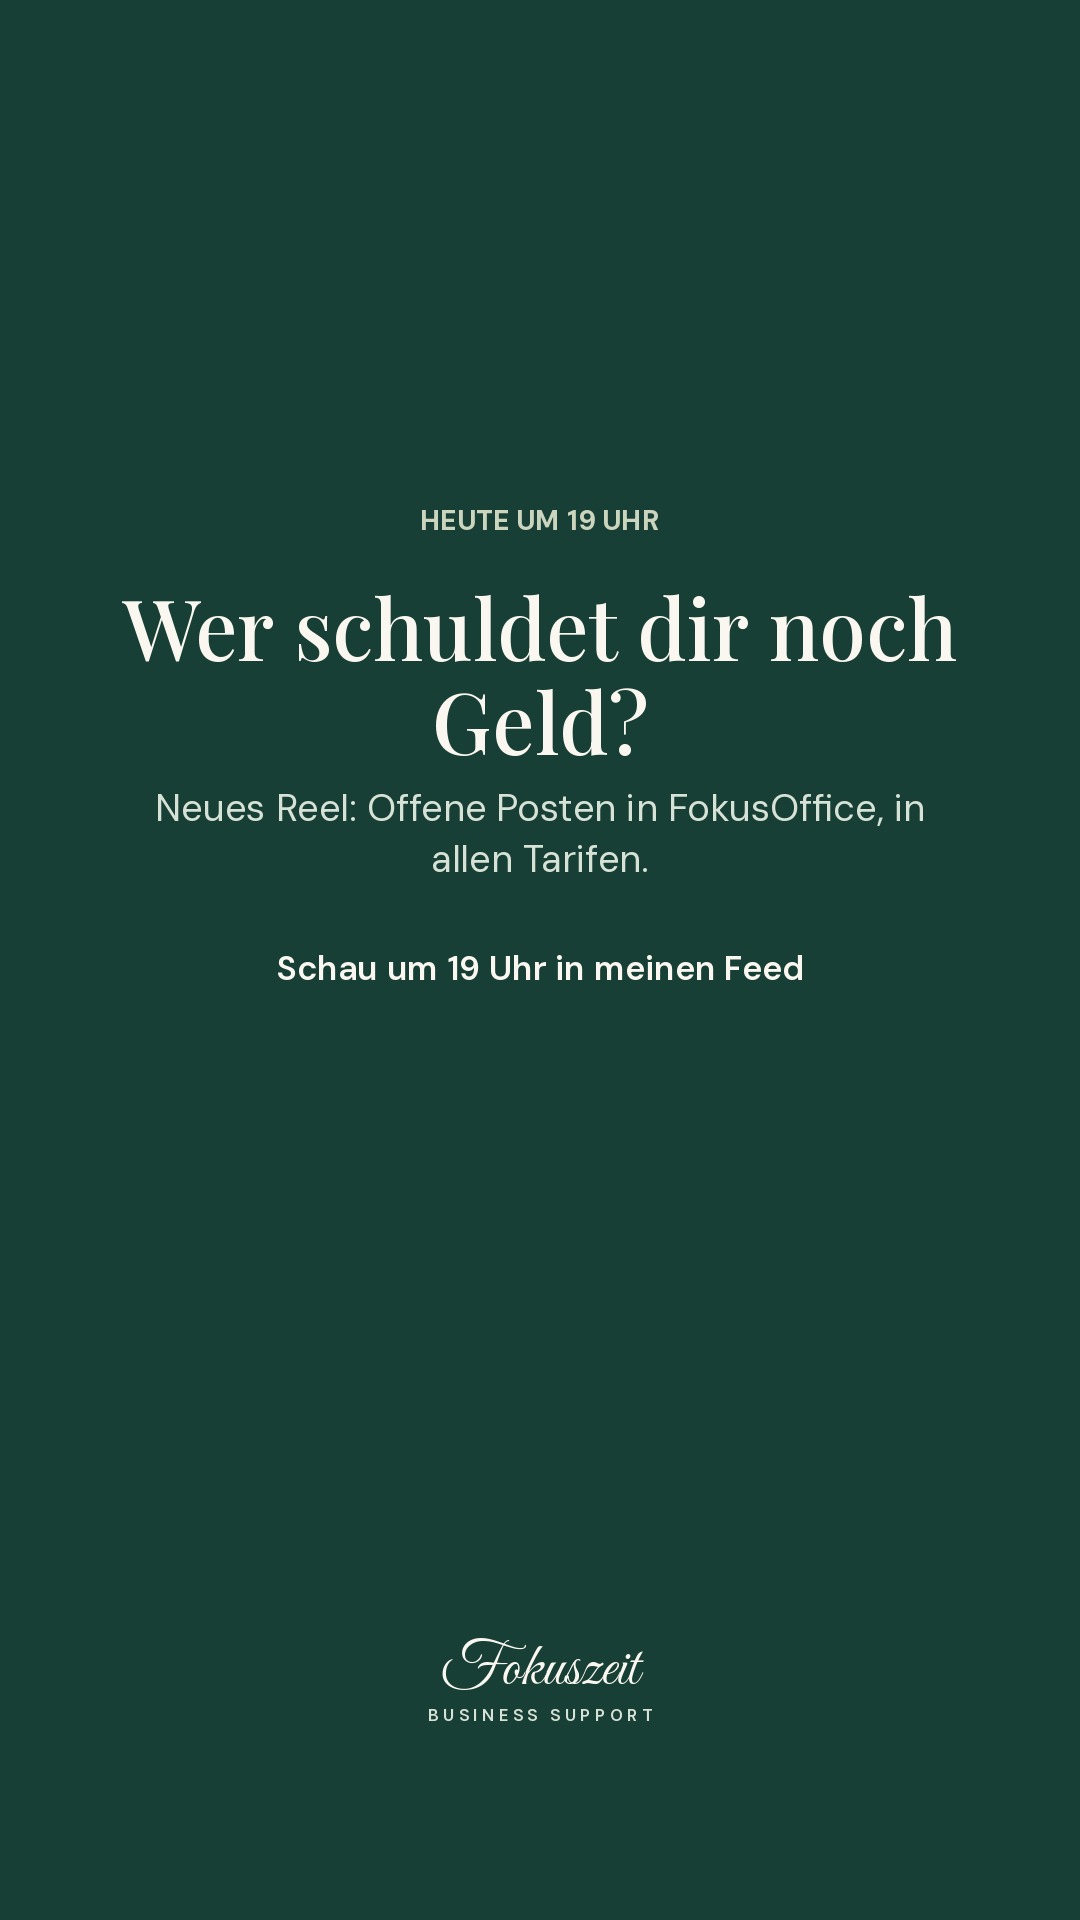 HEUTE UM 19 UHR
Wer schuldet dir noch
Geld?
Neues Reel: Offene Posten in FokusOffice, in
allen Tarifen.
Schau um 19 Uhr in meinen Feed
Fokuszeit
BUSINESS SUPPORT